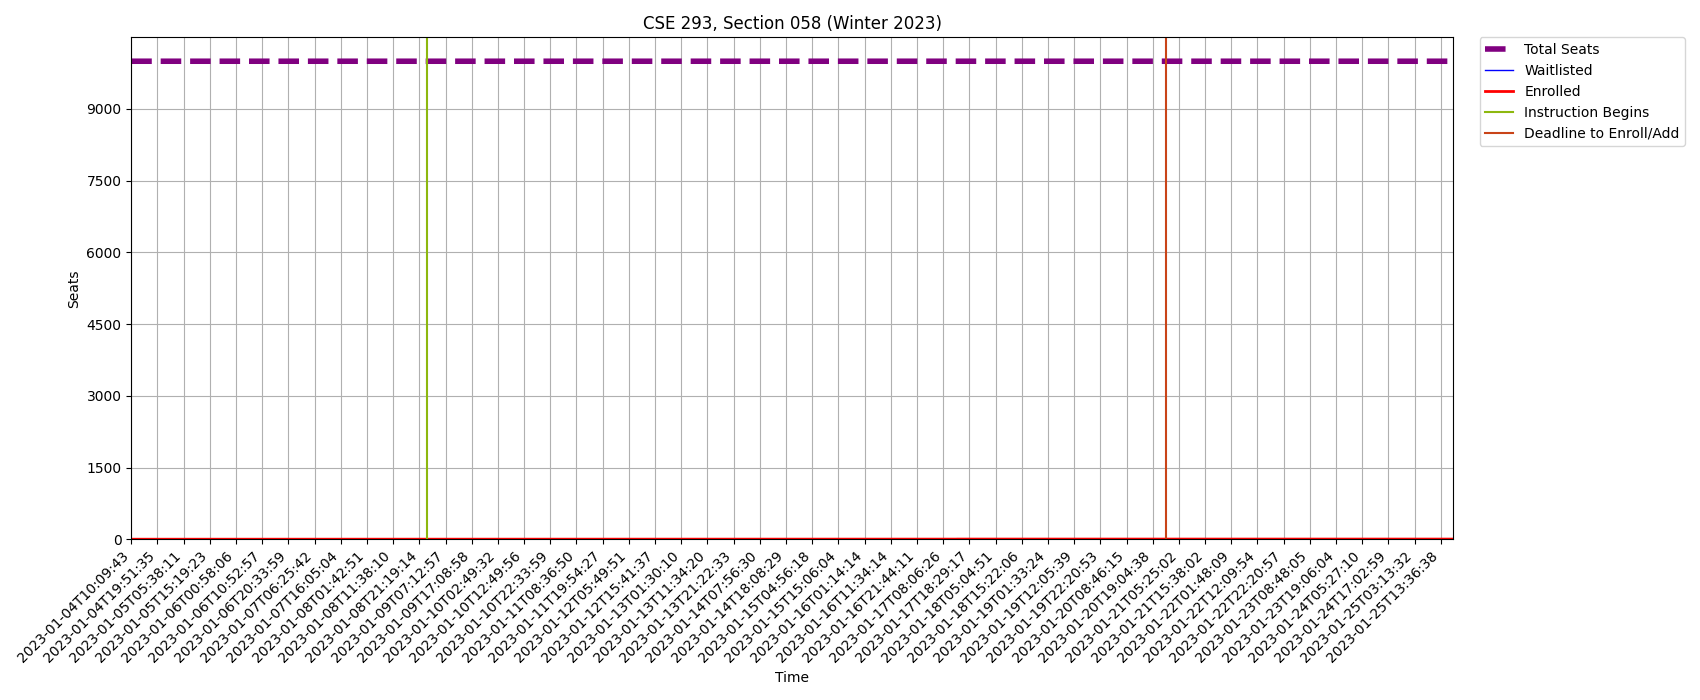 CSE 293, Section 058 (Winter 2023)
Total Seats
Waitlisted
Enrolled
Instruction Begins
Deadline to Enroll/Add
Seats
9000
7500
6000
4500
3000
1500
0
2023-01-04T10:09:43
2023-01-04T19:51:35
2023-01-05T05:38:11
2023-01-05T15:19:23
2023-01-06T00:58:06
2023-01-06T10:52:57
2023-01-06T20:33:59
2023-01-07T06:25:42
2023-01-07T16:05:04
2023-01-08T01:42:51
2023-01-08T11:38:10
2023-01-08T21:19:14
2023-01-09T07:12:57
2023-01-09T17:08:58
2023-01-10T02:49:32
2023-01-10T12:49:56
2023-01-10T22:33:59
2023-01-11T08:36:50
2023-01-11T19:54:27
2023-01-12T05:49:51
2023-01-12T15:41:37
2023-01-13T01:30:10
2023-01-13T11:34:20
2023-01-13T21:22:33
2023-01-14T07:56:30
2023-01-14T18:08:29
2023-01-15T04:56:18
2023-01-15T15:06:04
2023-01-16T01:14:14
2023-01-16T11:34:14
2023-01-16T21:44:11
2023-01-17T08:06:26
2023-01-17T18:29:17
2023-01-18T05:04:51
2023-01-18T15:22:06
2023-01-19T01:33:24
2023-01-19T12:05:39
2023-01-19T22:20:53
2023-01-20T08:46:15
2023-01-20T19:04:38
2023-01-21T05:25:02
2023-01-21T15:38:02
2023-01-22T01:48:09
2023-01-22T12:09:54
2023-01-22T22:20:57
2023-01-23T08:48:05
2023-01-23T19:06:04
2023-01-24T05:27:10
2023-01-24T17:02:59
2023-01-25T03:13:32
2023-01-25T13:36:38
Time